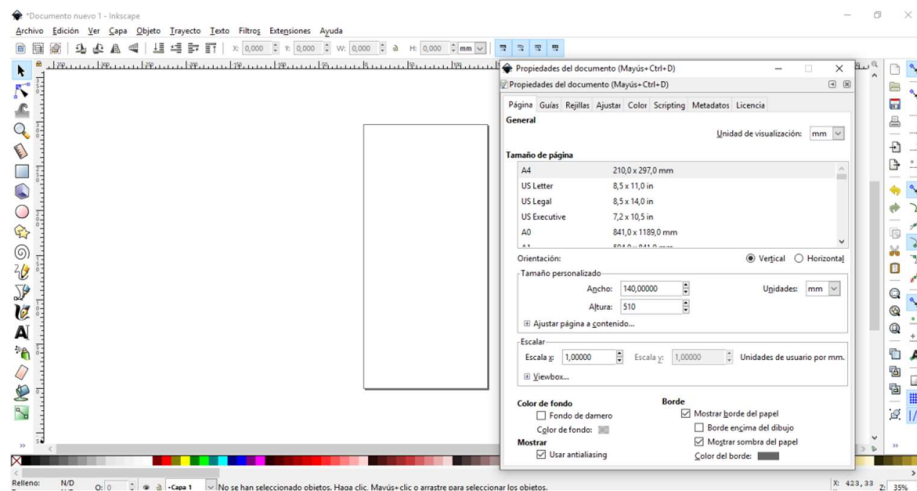 *Documento nuevo 1 - Inkscape
Archivo Edición Ver Capa Objeto Trayecto Texto Filtros Extensiones Ayuda
X: 0,000 Y: 0,000 W: 0,000 H: 0,000 mm
Propiedades del documento (Mayús+Ctrl+D)
Propiedades del documento (Mayús+Ctrl+D)
Página Guías Rejillas Ajustar Color Scripting Metadatos Licencia
General
Unidad de visualización: mm
Tamaño de página
A4 210,0 x 297,0 mm
US Letter 8,5 x 11,0 in
US Legal 8,5 x 14,0 in
US Executive 7,2 x 10,5 in
A0 841,0 x 1189,0 mm
Orientación: Vertical Horizontal
Tamaño personalizado
Ancho: 140,00000 Unidades: mm
Altura: 510
Ajustar página a contenido...
Escalar
Escala x: 1,00000 Escala y: 1,00000 Unidades de usuario por mm.
Viewbox...
Color de fondo
Fondo de damero
Color de fondo:
Mostrar
Usar antialiasing
Borde
Mostrar borde del papel
Borde encima del dibujo
Mostrar sombra del papel
Color del borde:
Relleno: N/D
O: 0
Capa 1
No se han seleccionado objetos. Haga clic, Mayús+clic o arrastre para seleccionar los objetos.
X: 423,33
Z: 35%